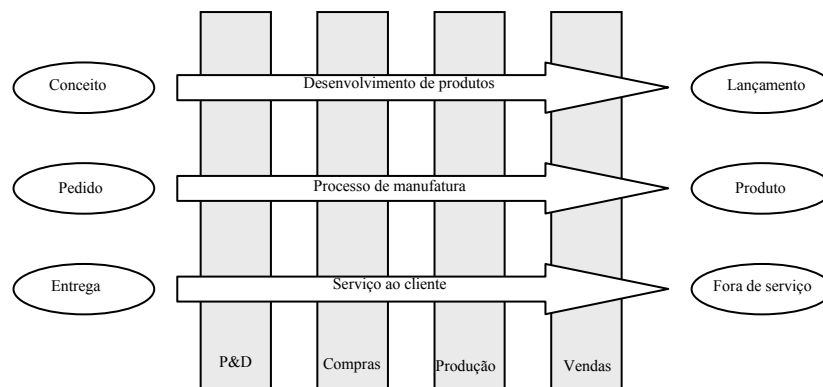 Conceito
Desenvolvimento de produtos
Lançamento
Pedido
Processo de manufatura
Produto
Entrega
Serviço ao cliente
Fora de serviço
P&D
Compras
Produção
Vendas